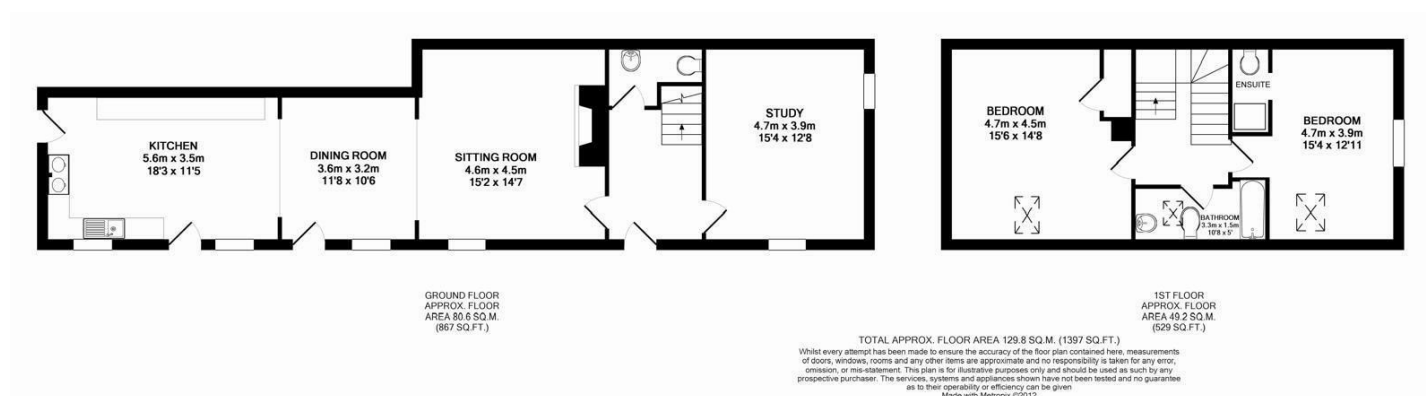 KITCHEN
5.6m x 3.5m
18'3 x 11'5
DINING ROOM
3.6m x 3.2m
11'8 x 10'6
SITTING ROOM
4.6m x 4.5m
15'2 x 14'7
STUDY
4.7m x 3.9m
15'4 x 12'8
GROUND FLOOR
APPROX. FLOOR
AREA 80.6 SQ.M.
(867 SQ.FT.)
BEDROOM
4.7m x 4.5m
15'6 x 14'8
ENSUITE
BEDROOM
4.7m x 3.9m
15'4 x 12'11
BATHROOM
3.3m x 1.5m
10'8 x 5'
1ST FLOOR
APPROX. FLOOR
AREA 49.2 SQ.M.
(529 SQ.FT.)
TOTAL APPROX. FLOOR AREA 129.8 SQ.M. (1397 SQ.FT.)
Whilst every attempt has been made to ensure the accuracy of the floor plan contained here, measurements
of doors, windows, rooms and any other items are approximate and no responsibility is taken for any error,
omission, or mis-statement. This plan is for illustrative purposes only and should be used as such by any
prospective purchaser. The services, systems and appliances shown have not been tested and no guarantee
as to their operability or efficiency can be given
Made with Metropix ©2012